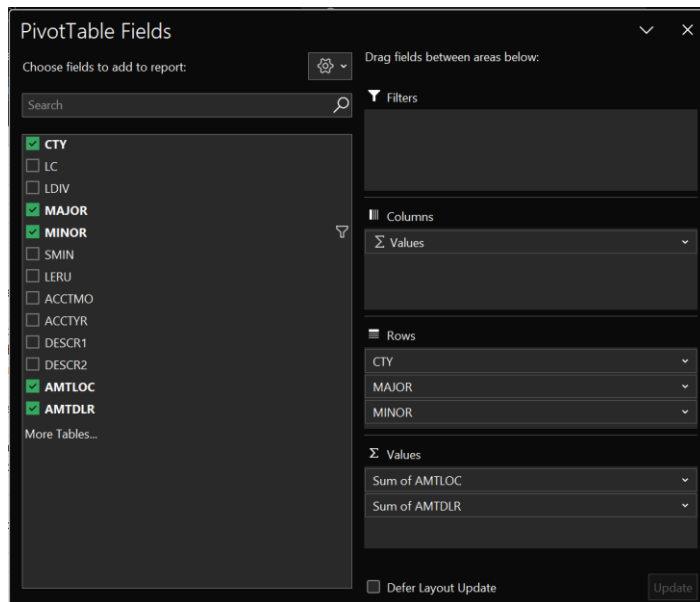 PivotTable Fields
Choose fields to add to report:
Search
CTY
LC
LDIV
MAJOR
MINOR
SMIN
LERU
ACCTMO
ACCTYR
DESCR1
DESCR2
AMTLOC
AMTDLR
More Tables...
Drag fields between areas below:
Filters
Columns
Σ Values
Rows
CTY
MAJOR
MINOR
Σ Values
Sum of AMTLOC
Sum of AMTDLR
Defer Layout Update
Update